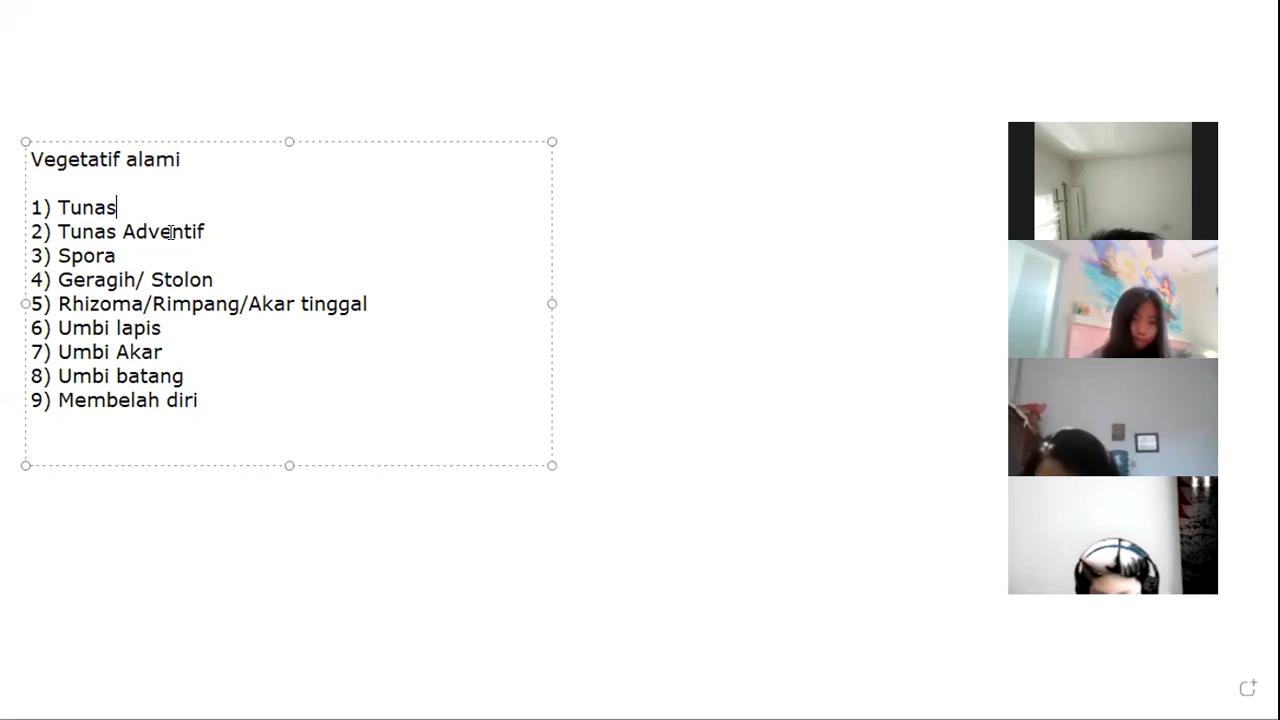 Vegetatif alami
1) Tunas
2) Tunas Adventif
3) Spora
4) Geragih/ Stolon
5) Rhizoma/Rimpang/Akar tinggal
6) Umbi lapis
7) Umbi Akar
8) Umbi batang
9) Membelah diri